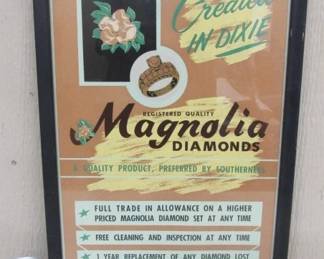 Created
IN DIXIE
REGISTERED QUALITY
Magnolia
DIAMONDS
A QUALITY PRODUCT, PREFERRED BY SOUTHERNERS
FULL TRADE IN ALLOWANCE ON A HIGHER
PRICED MAGNOLIA DIAMOND SET AT ANY TIME
FREE CLEANING AND INSPECTION AT ANY TIME
1 YEAR REPLACEMENT OF ANY DIAMOND LOST